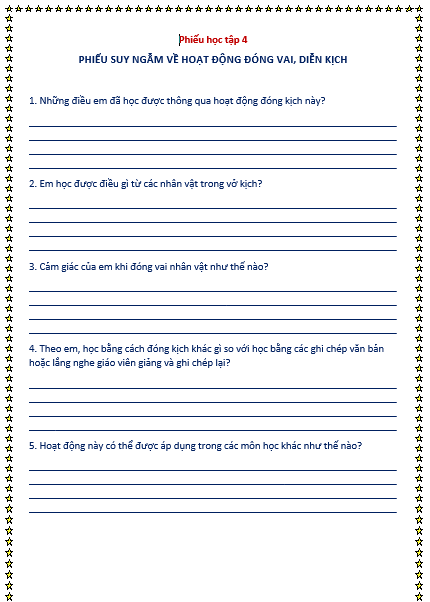 Phiếu học tập 4
PHIẾU SUY NGẪM VỀ HOẠT ĐỘNG ĐÓNG VAI, DIỄN KỊCH
1. Những điều em đã học được thông qua hoạt động đóng kịch này?
2. Em học được điều gì từ các nhân vật trong vở kịch?
3. Cảm giác của em khi đóng vai nhân vật như thế nào?
4. Theo em, học bằng cách đóng kịch khác gì so với học bằng các ghi chép văn bản
hoặc lắng nghe giáo viên giảng và ghi chép lại?
5. Hoạt động này có thể được áp dụng trong các môn học khác như thế nào?